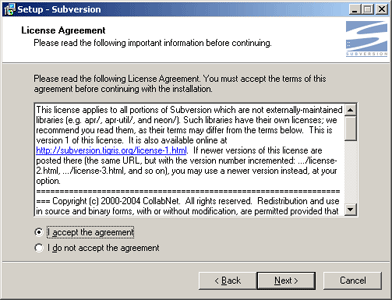 Setup - Subversion
License Agreement
Please read the following important information before continuing.
SUBVERSION
Please read the following License Agreement. You must accept the terms of this
agreement before continuing with the installation.
This license applies to all portions of Subversion which are not externally-maintained
libraries (e.g. apr/, apr-util/, and neon/). Such libraries have their own licenses; we
recommend you read them, as their terms may differ from the terms below.  This is
version 1 of this license.  It is also available online at
http://subversion.tigris.org/license-1.html.  If newer versions of this license are
posted there (the same URL, but with the version number incremented: .../license-
2.html, .../license-3.html, and so on), you may use a newer version instead, at your
option.
================================================
=== Copyright (c) 2000-2004 CollabNet.  All rights reserved.  Redistribution and use
in source and binary forms, with or without modification, are permitted provided that
I accept the agreement
I do not accept the agreement
< Back
Next >
Cancel